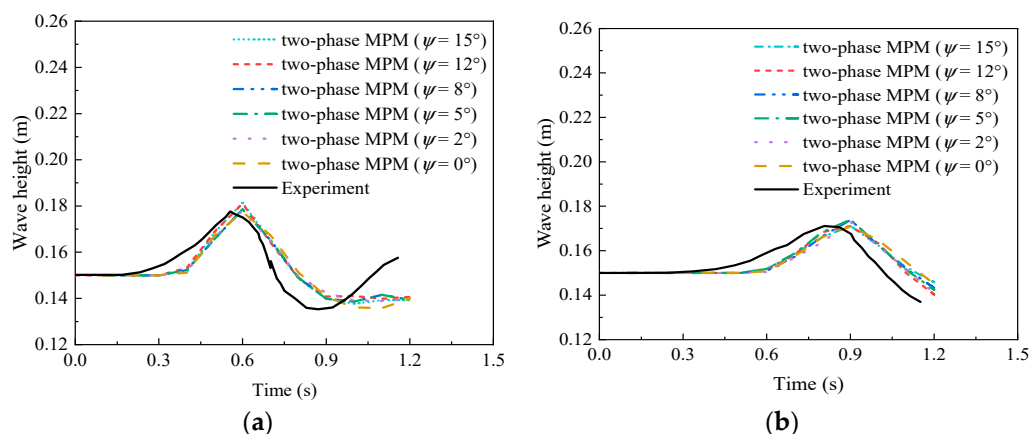 0.26
0.24
0.22
0.20
0.18
0.16
0.14
0.12
Wave height (m)
two-phase MPM (ψ = 15°)
two-phase MPM (ψ = 12°)
two-phase MPM (ψ = 8°)
two-phase MPM (ψ = 5°)
two-phase MPM (ψ = 2°)
two-phase MPM (ψ = 0°)
Experiment
0.0 0.3 0.6 0.9 1.2 1.5
Time (s)
(a)
0.26
0.24
0.22
0.20
0.18
0.16
0.14
0.12
Wave height (m)
two-phase MPM (ψ = 15°)
two-phase MPM (ψ = 12°)
two-phase MPM (ψ = 8°)
two-phase MPM (ψ = 5°)
two-phase MPM (ψ = 2°)
two-phase MPM (ψ = 0°)
Experiment
0.0 0.3 0.6 0.9 1.2 1.5
Time (s)
(b)